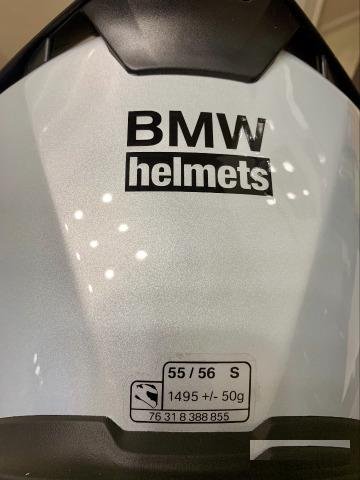 BMW
helmets
55 / 56 S
1495 +/- 50g
76 31 8 388 855